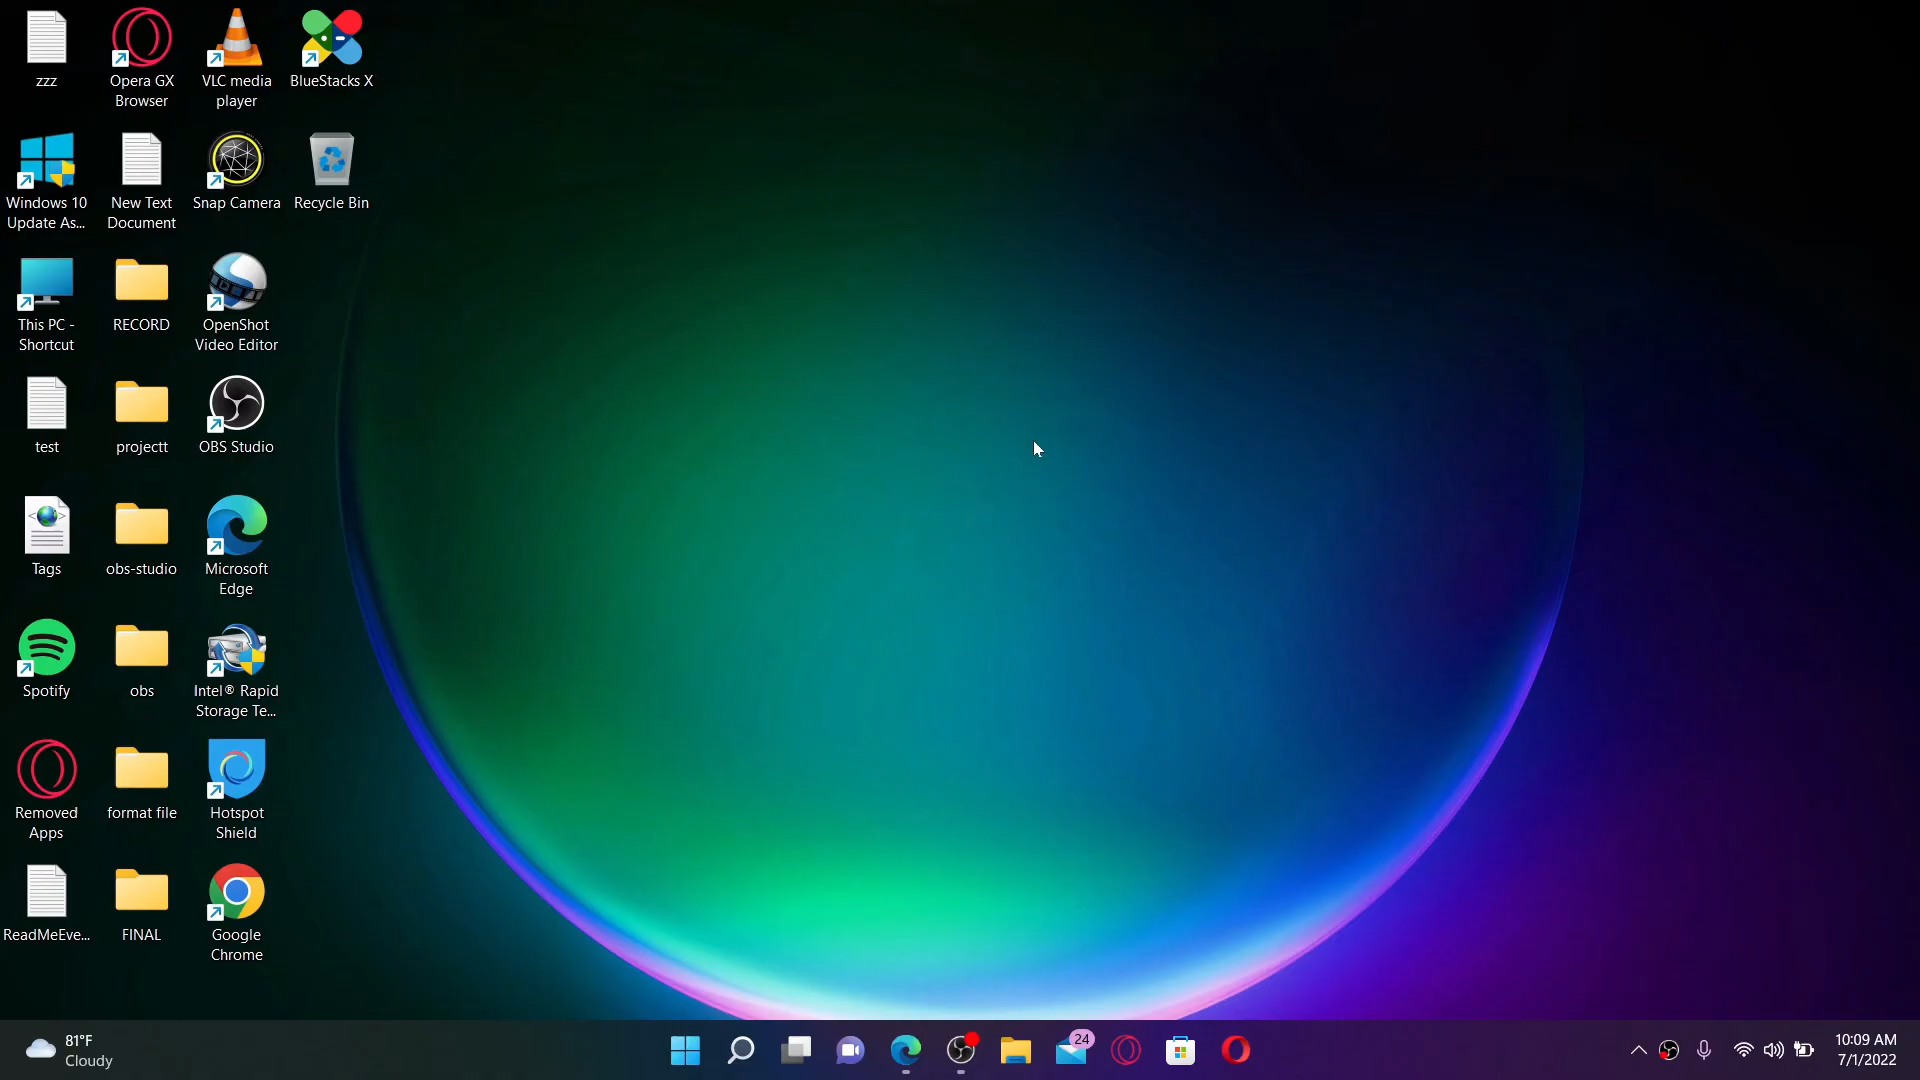 zzz
Opera GX
Browser
VLC media
player
BlueStacks X
Windows 10
Update As...
New Text
Document
Snap Camera
Recycle Bin
This PC -
Shortcut
RECORD
OpenShot
Video Editor
test
projectt
OBS Studio
Tags
obs-studio
Microsoft
Edge
Spotify
obs
Intel® Rapid
Storage Te...
Removed
Apps
format file
Hotspot
Shield
ReadMeEve...
FINAL
Google
Chrome
81°F
Cloudy
24
10:09 AM
7/1/2022